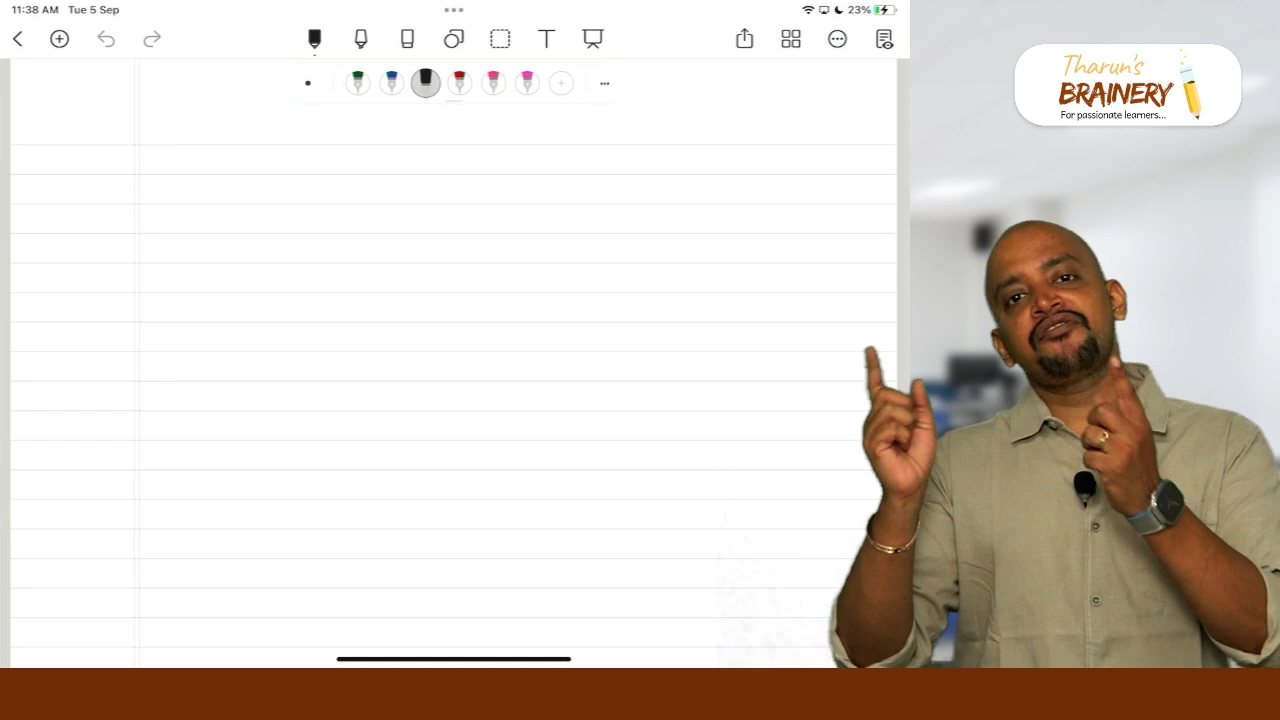 11:38 AM Tue 5 Sep
23%
Tharun's
BRAINERY
For passionate learners...